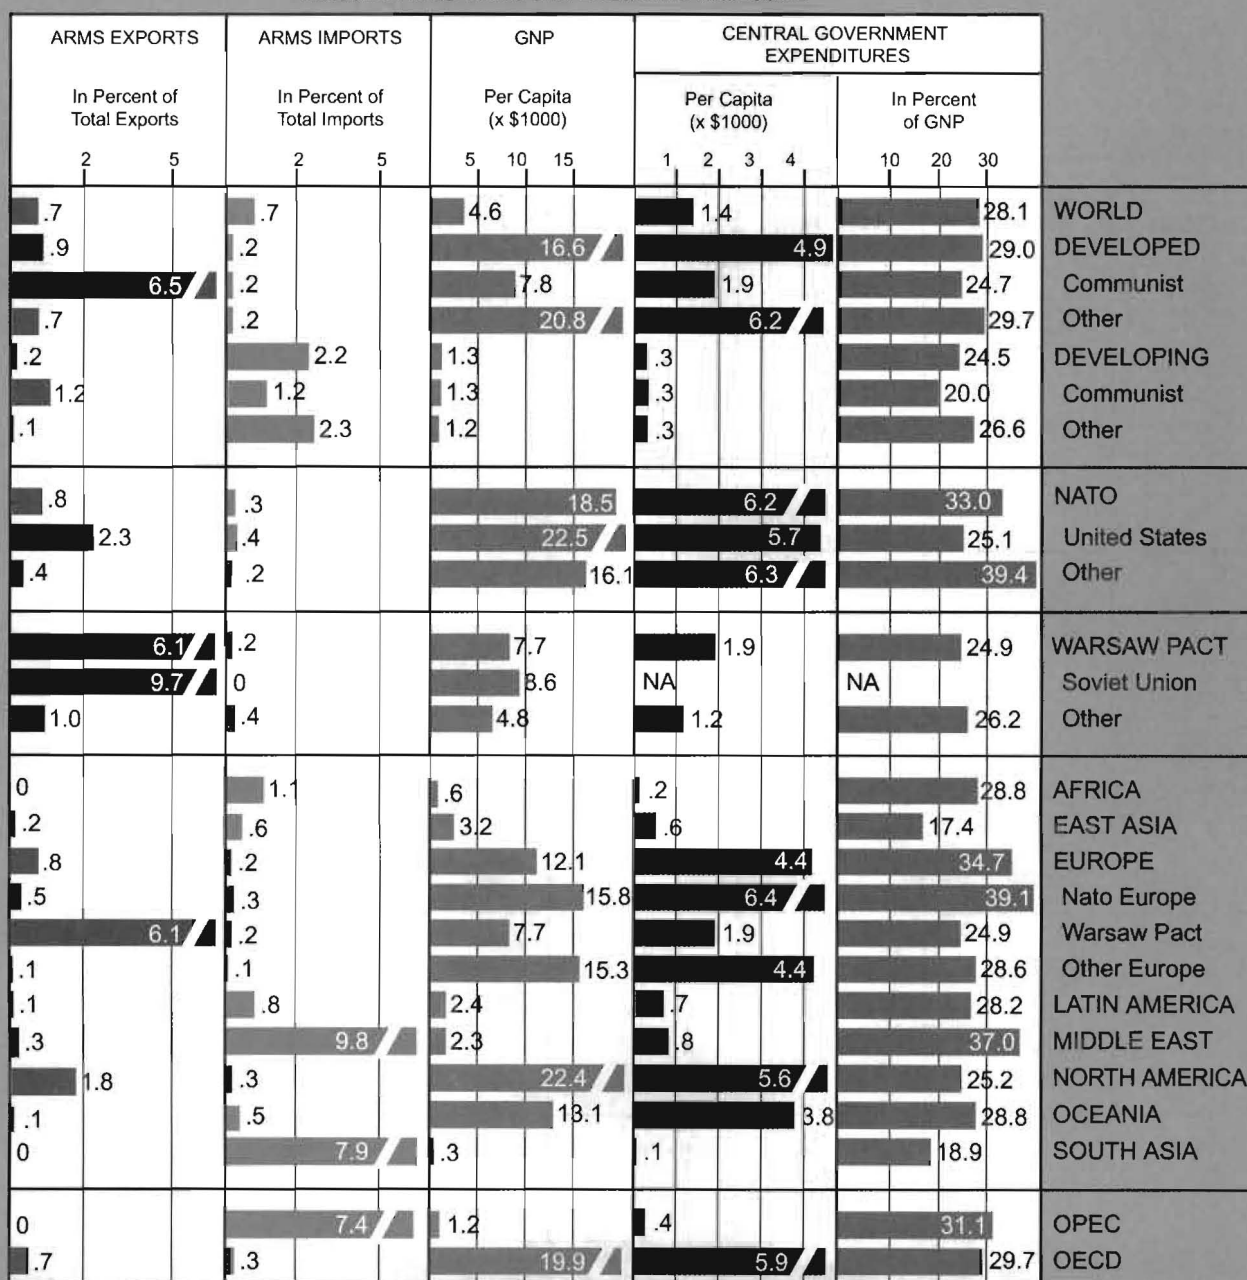 ARMS EXPORTS ARMS IMPORTS GNP CENTRAL GOVERNMENT
EXPENDITURES
In Percent of In Percent of Per Capita Per Capita In Percent
Total Exports Total Imports (x $1000) (x $1000) of GNP
2 5 2 5 5 10 15 1 2 3 4 10 20 30
.7 .7 4.6 1.4 28.1 WORLD
.9 .2 16.6 4.9 29.0 DEVELOPED
6.5 .2 7.8 1.9 24.7 Communist
.7 .2 20.8 6.2 29.7 Other
.2 2.2 1.3 .3 24.5 DEVELOPING
1.2 1.2 1.3 .3 20.0 Communist
.1 2.3 1.2 .3 26.6 Other
.8 .3 18.5 6.2 33.0 NATO
2.3 .4 22.5 5.7 25.1 United States
.4 .2 16.1 6.3 39.4 Other
6.1 .2 7.7 1.9 24.9 WARSAW PACT
9.7 0 8.6 NA NA Soviet Union
1.0 .4 4.8 1.2 26.2 Other
0 1.1 .6 .2 28.8 AFRICA
.2 .6 3.2 .6 17.4 EAST ASIA
.8 .2 12.1 4.4 34.7 EUROPE
.5 .3 15.8 6.4 39.1 Nato Europe
6.1 .2 7.7 1.9 24.9 Warsaw Pact
.1 .1 15.3 4.4 28.6 Other Europe
.1 .8 2.4 .7 28.2 LATIN AMERICA
.3 9.8 2.3 .8 37.0 MIDDLE EAST
1.8 .3 22.4 5.6 25.2 NORTH AMERICA
.1 .5 13.1 3.8 28.8 OCEANIA
0 7.9 .3 .1 18.9 SOUTH ASIA
0 7.4 1.2 .4 31.1 OPEC
.7 .3 19.9 5.9 29.7 OECD